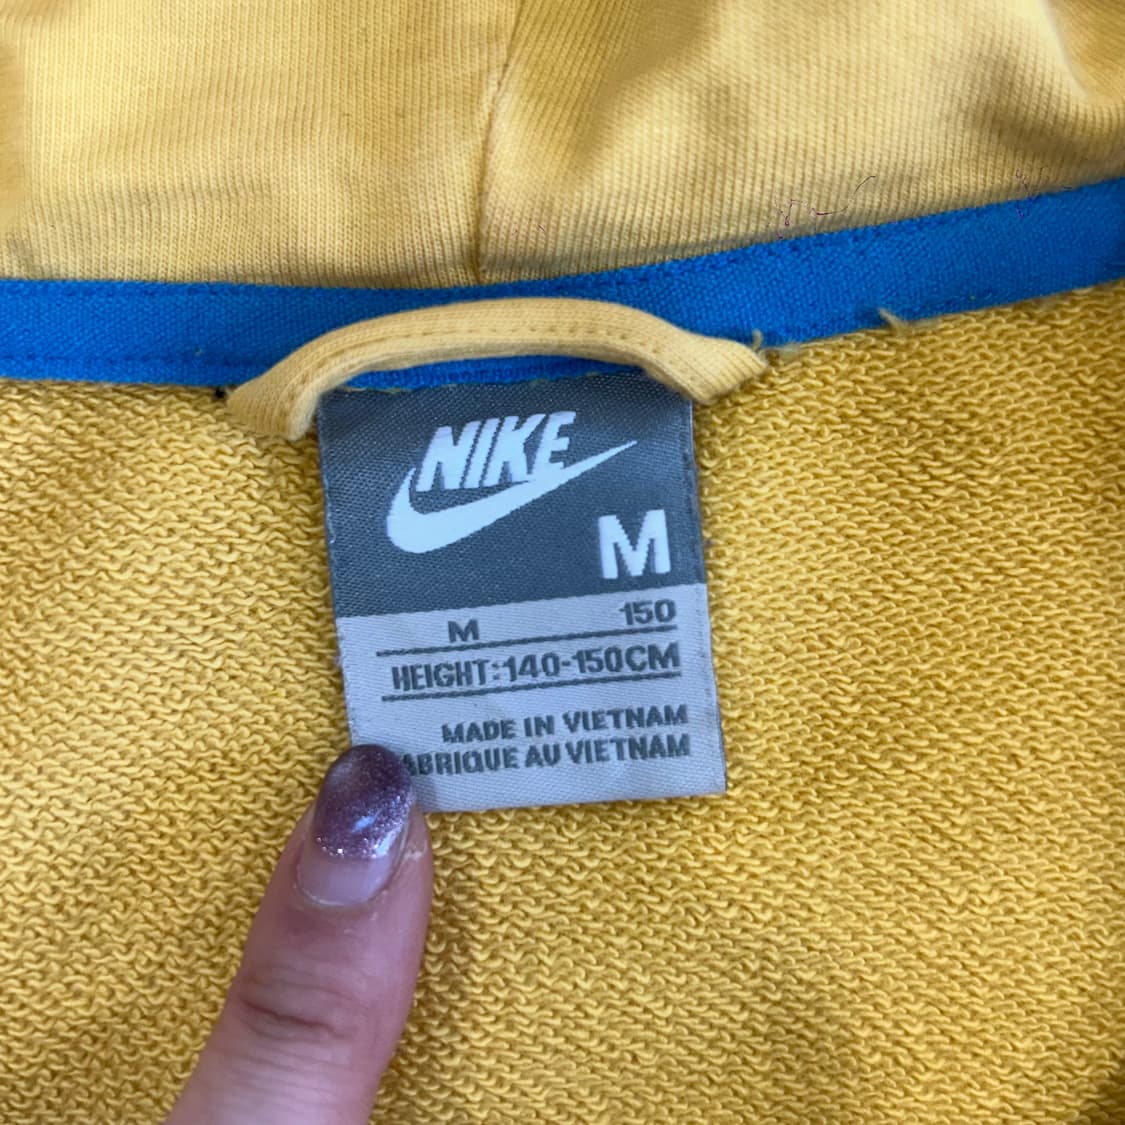 NIKE
M
M 150
HEIGHT:140-150CM
MADE IN VIETNAM
ABRIQUE AU VIETNAM